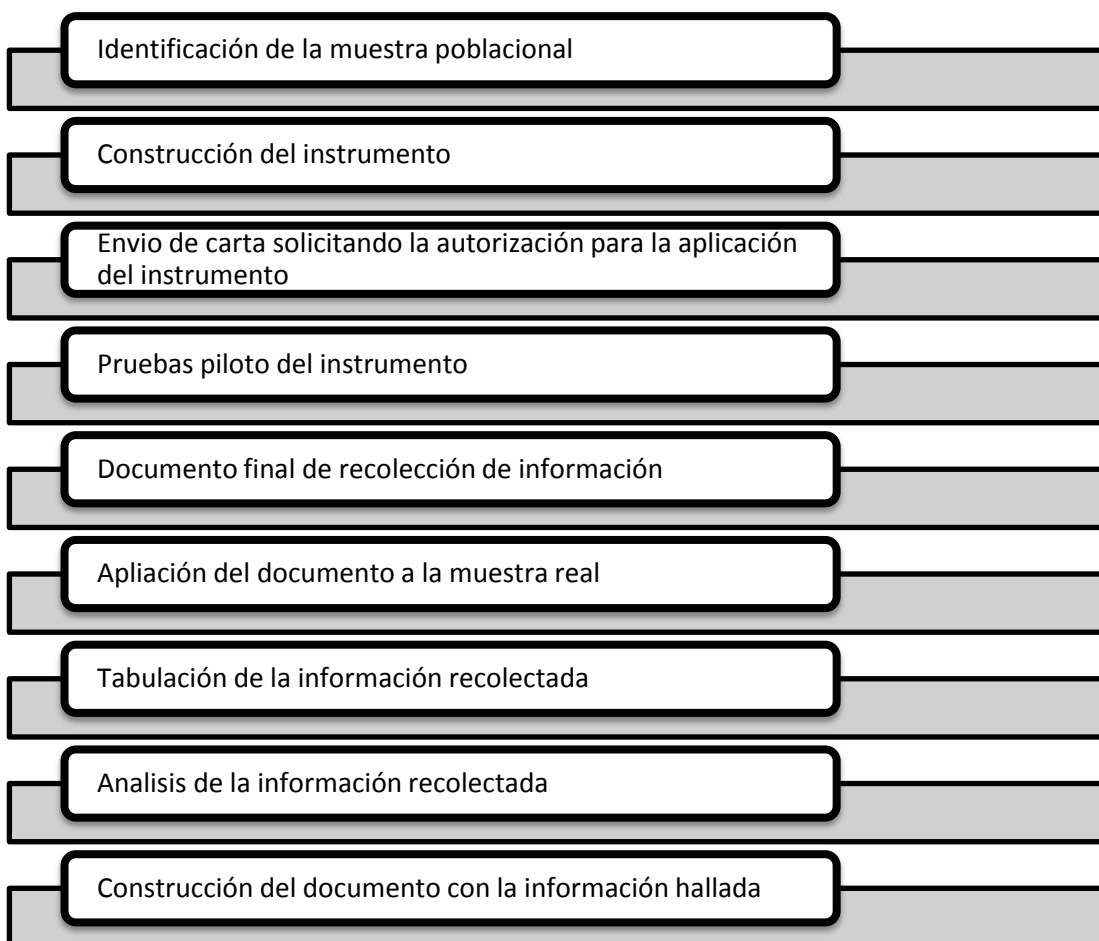 Identificación de la muestra poblacional
Construcción del instrumento
Envio de carta solicitando la autorización para la aplicación
del instrumento
Pruebas piloto del instrumento
Documento final de recolección de información
Apliación del documento a la muestra real
Tabulación de la información recolectada
Analisis de la información recolectada
Construcción del documento con la información hallada